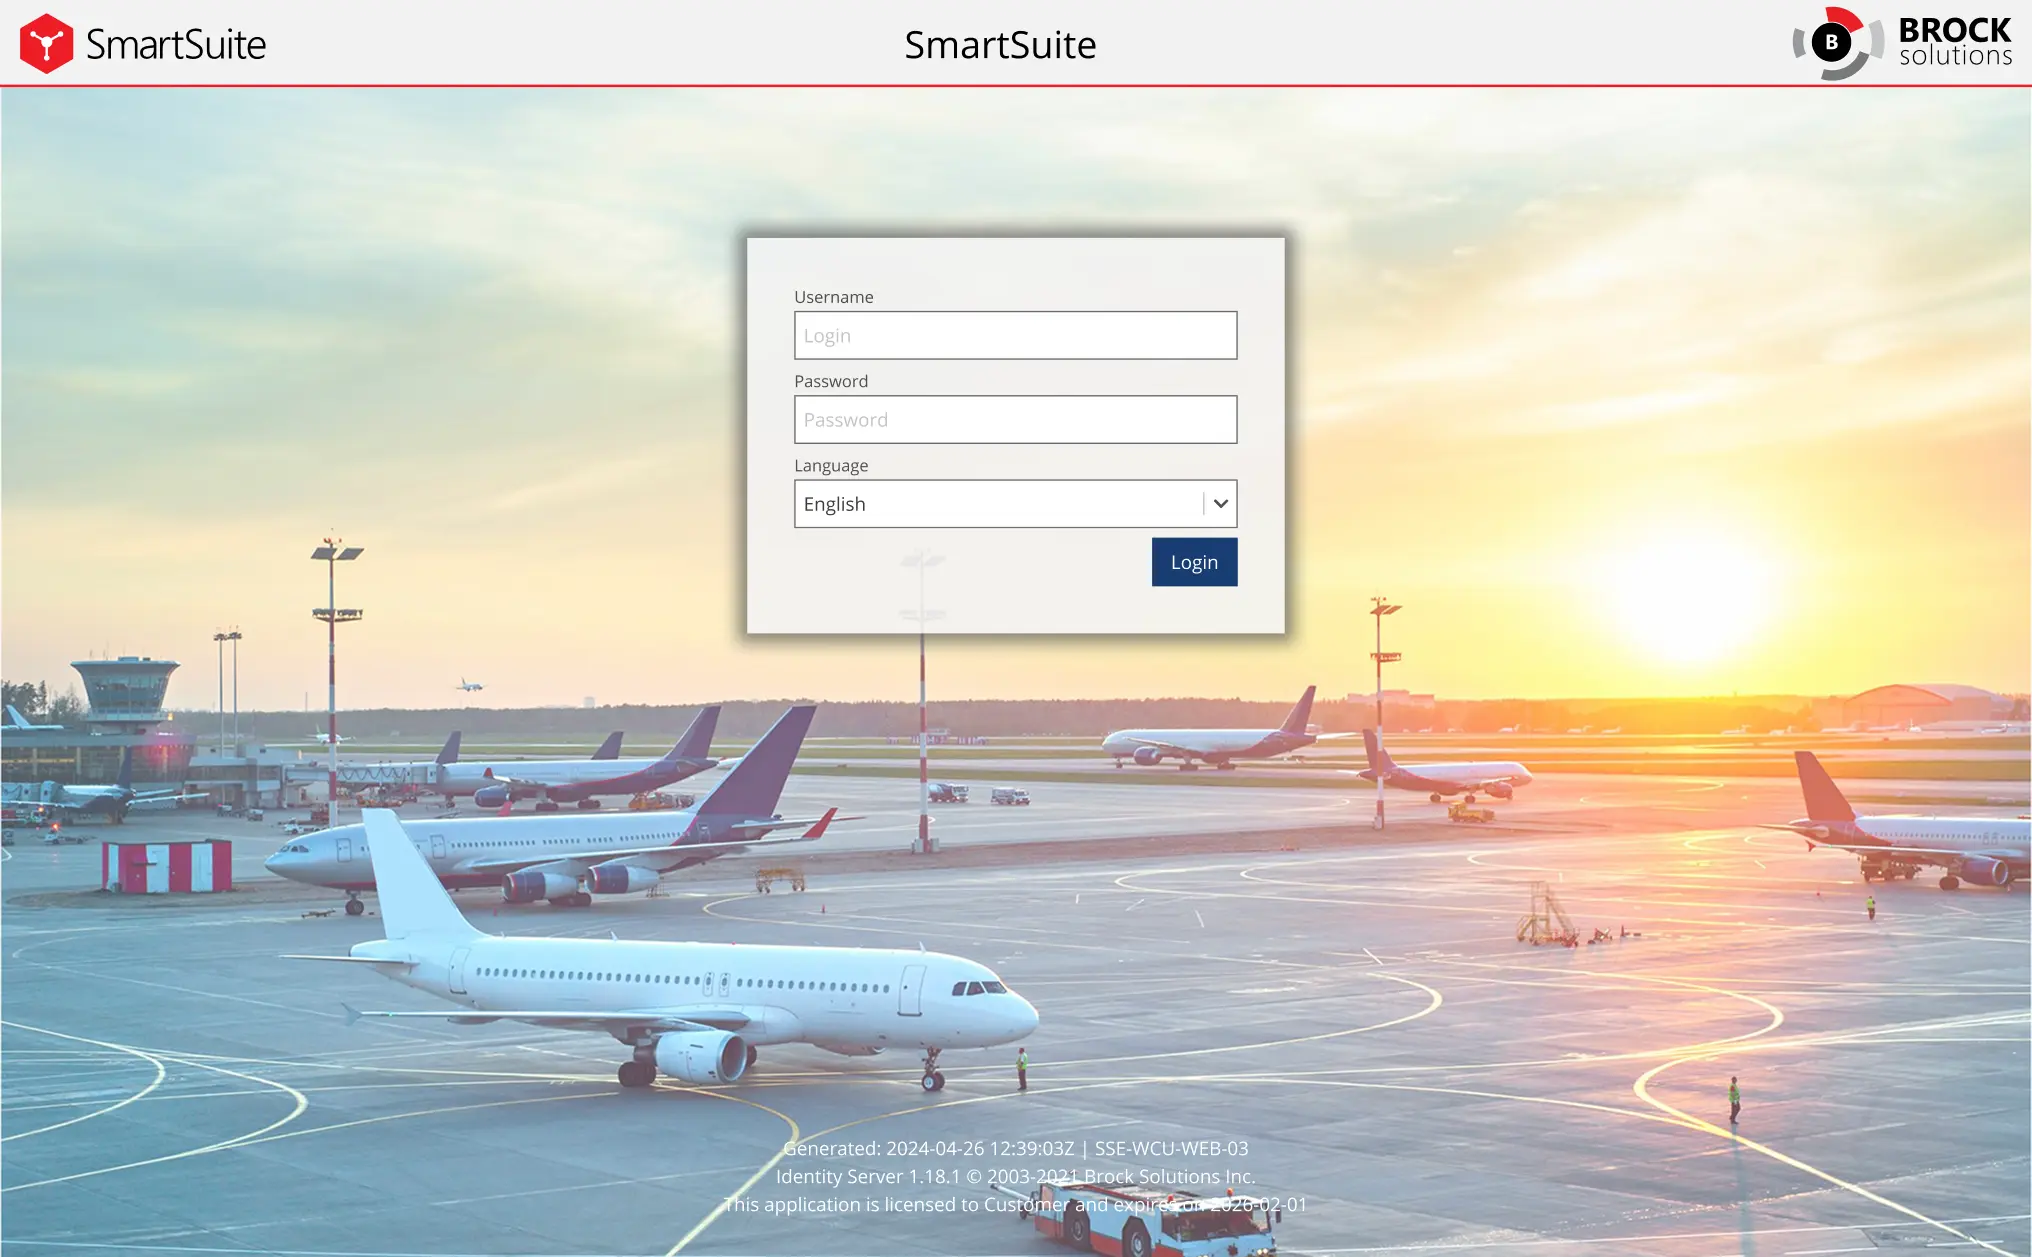 SmartSuite
SmartSuite
B
BROCK
solutions
Username
Login
Password
Password
Language
English
Login
Generated: 2024-04-26 12:39:03Z | SSE-WCU-WEB-03
Identity Server 1.18.1 © 2003-2021 Brock Solutions Inc.
This application is licensed to Customer and expires on 2026-02-01